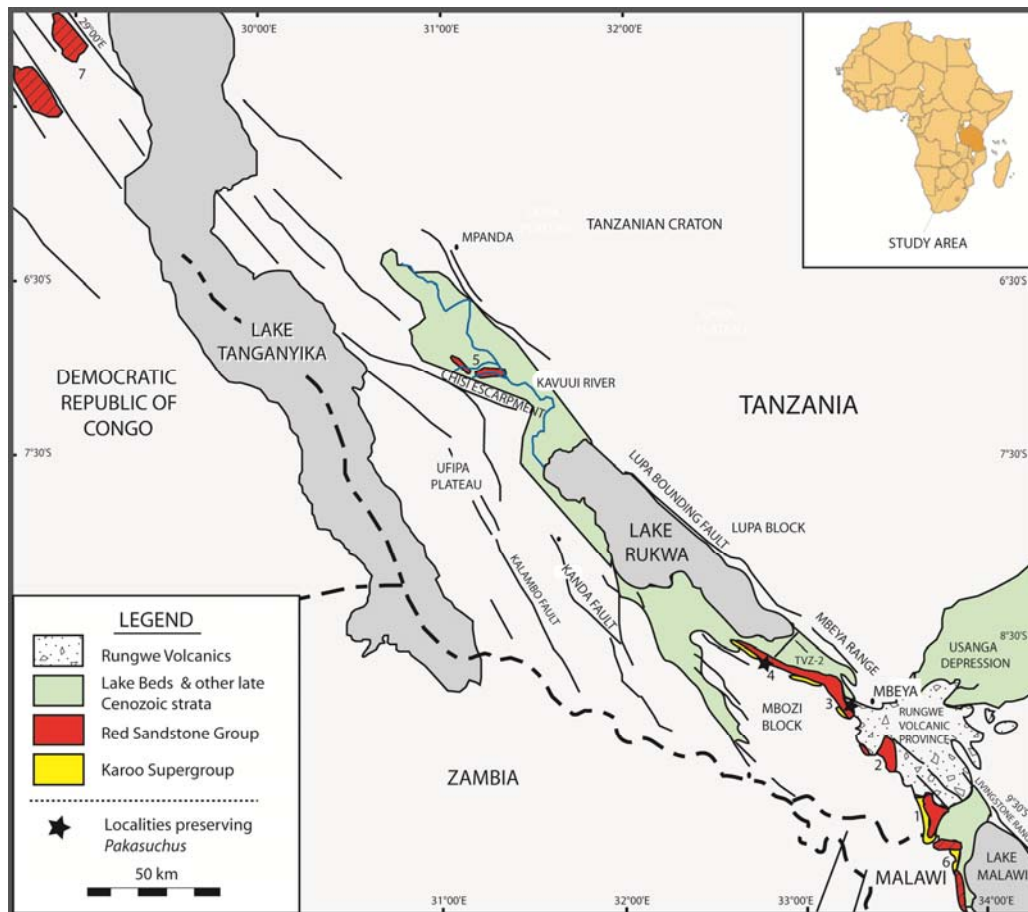 30°00'E
31°00'E
32°00'E
29°00'E
7
STUDY AREA
MPANDA
TANZANIAN CRATON
6°30'S
6°30'S
LAKE
TANGANYIKA
5
KAVUUI RIVER
CHISI ESCARPMENT
DEMOCRATIC
REPUBLIC OF
CONGO
TANZANIA
7°30'S
7°30'S
UFIPA
PLATEAU
LUPA BOUNDING FAULT
LUPA BLOCK
LAKE
RUKWA
KALAMBO FAULT
KANDA FAULT
MBEYA RANGE
8°30'S
USANGA
DEPRESSION
TVZ-2
4
3
MBEYA
MBOZI
BLOCK
RUNGWE
VOLCANIC
PROVINCE
2
ZAMBIA
LIVINGSTONE RANGE
9°30'S
1
6
MALAWI
LAKE
MALAWI
31°00'E
32°00'E
33°00'E
34°00'E
LEGEND
Rungwe Volcanics
Lake Beds & other late
Cenozoic strata
Red Sandstone Group
Karoo Supergroup
Localities preserving
Pakasuchus
50 km